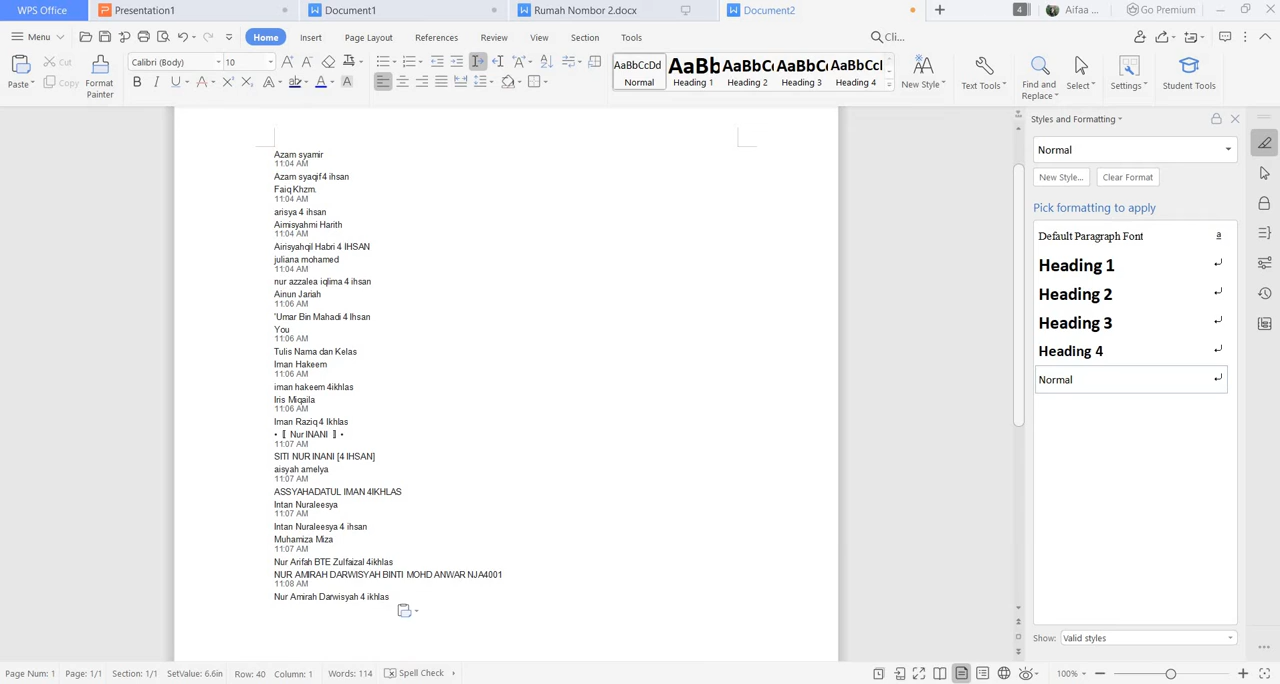 WPS Office Presentation1 Document1 Rumah Nombor 2.docx Document2 4 Aifaa ... Go Premium
Menu Home Insert Page Layout References Review View Section Tools Cli...
Paste Cut Copy Format Painter Calibri (Body) 10 AaBbCcDd Normal AaBb Heading 1 AaBbC Heading 2 AaBbC Heading 3 AaBbCcI Heading 4 New Style Text Tools Find and Replace Select Settings Student Tools
Azam syamir
11:04 AM
Azam syaqif4 ihsan
Faiq Khzm.
11:04 AM
arisya 4 ihsan
Aimisyahmi Harith
11:04 AM
Airisyahqil Habri 4 IHSAN
juliana mohamed
11:04 AM
nur azzalea iqlima 4 ihsan
Ainun Jariah
11:06 AM
'Umar Bin Mahadi 4 Ihsan
You
11:06 AM
Tulis Nama dan Kelas
Iman Hakeem
11:06 AM
iman hakeem 4ikhlas
Iris Miqaila
11:06 AM
Iman Raziq 4 Ikhlas
•〖 Nur INANI 〗•
11:07 AM
SITI NUR INANI [4 IHSAN]
aisyah amelya
11:07 AM
ASSYAHADATUL IMAN 4IKHLAS
Intan Nuraleesya
11:07 AM
Intan Nuraleesya 4 ihsan
Muhamiza Miza
11:07 AM
Nur Arifah BTE Zulfaizal 4ikhlas
NUR AMIRAH DARWISYAH BINTI MOHD ANWAR NJA4001
11:08 AM
Nur Amirah Darwisyah 4 ikhlas
Styles and Formatting
Normal
New Style... Clear Format
Pick formatting to apply
Default Paragraph Font a
Heading 1
Heading 2
Heading 3
Heading 4
Normal
Show: Valid styles
Page Num: 1 Page: 1/1 Section: 1/1 SetValue: 6.6in Row: 40 Column: 1 Words: 114 Spell Check 100%